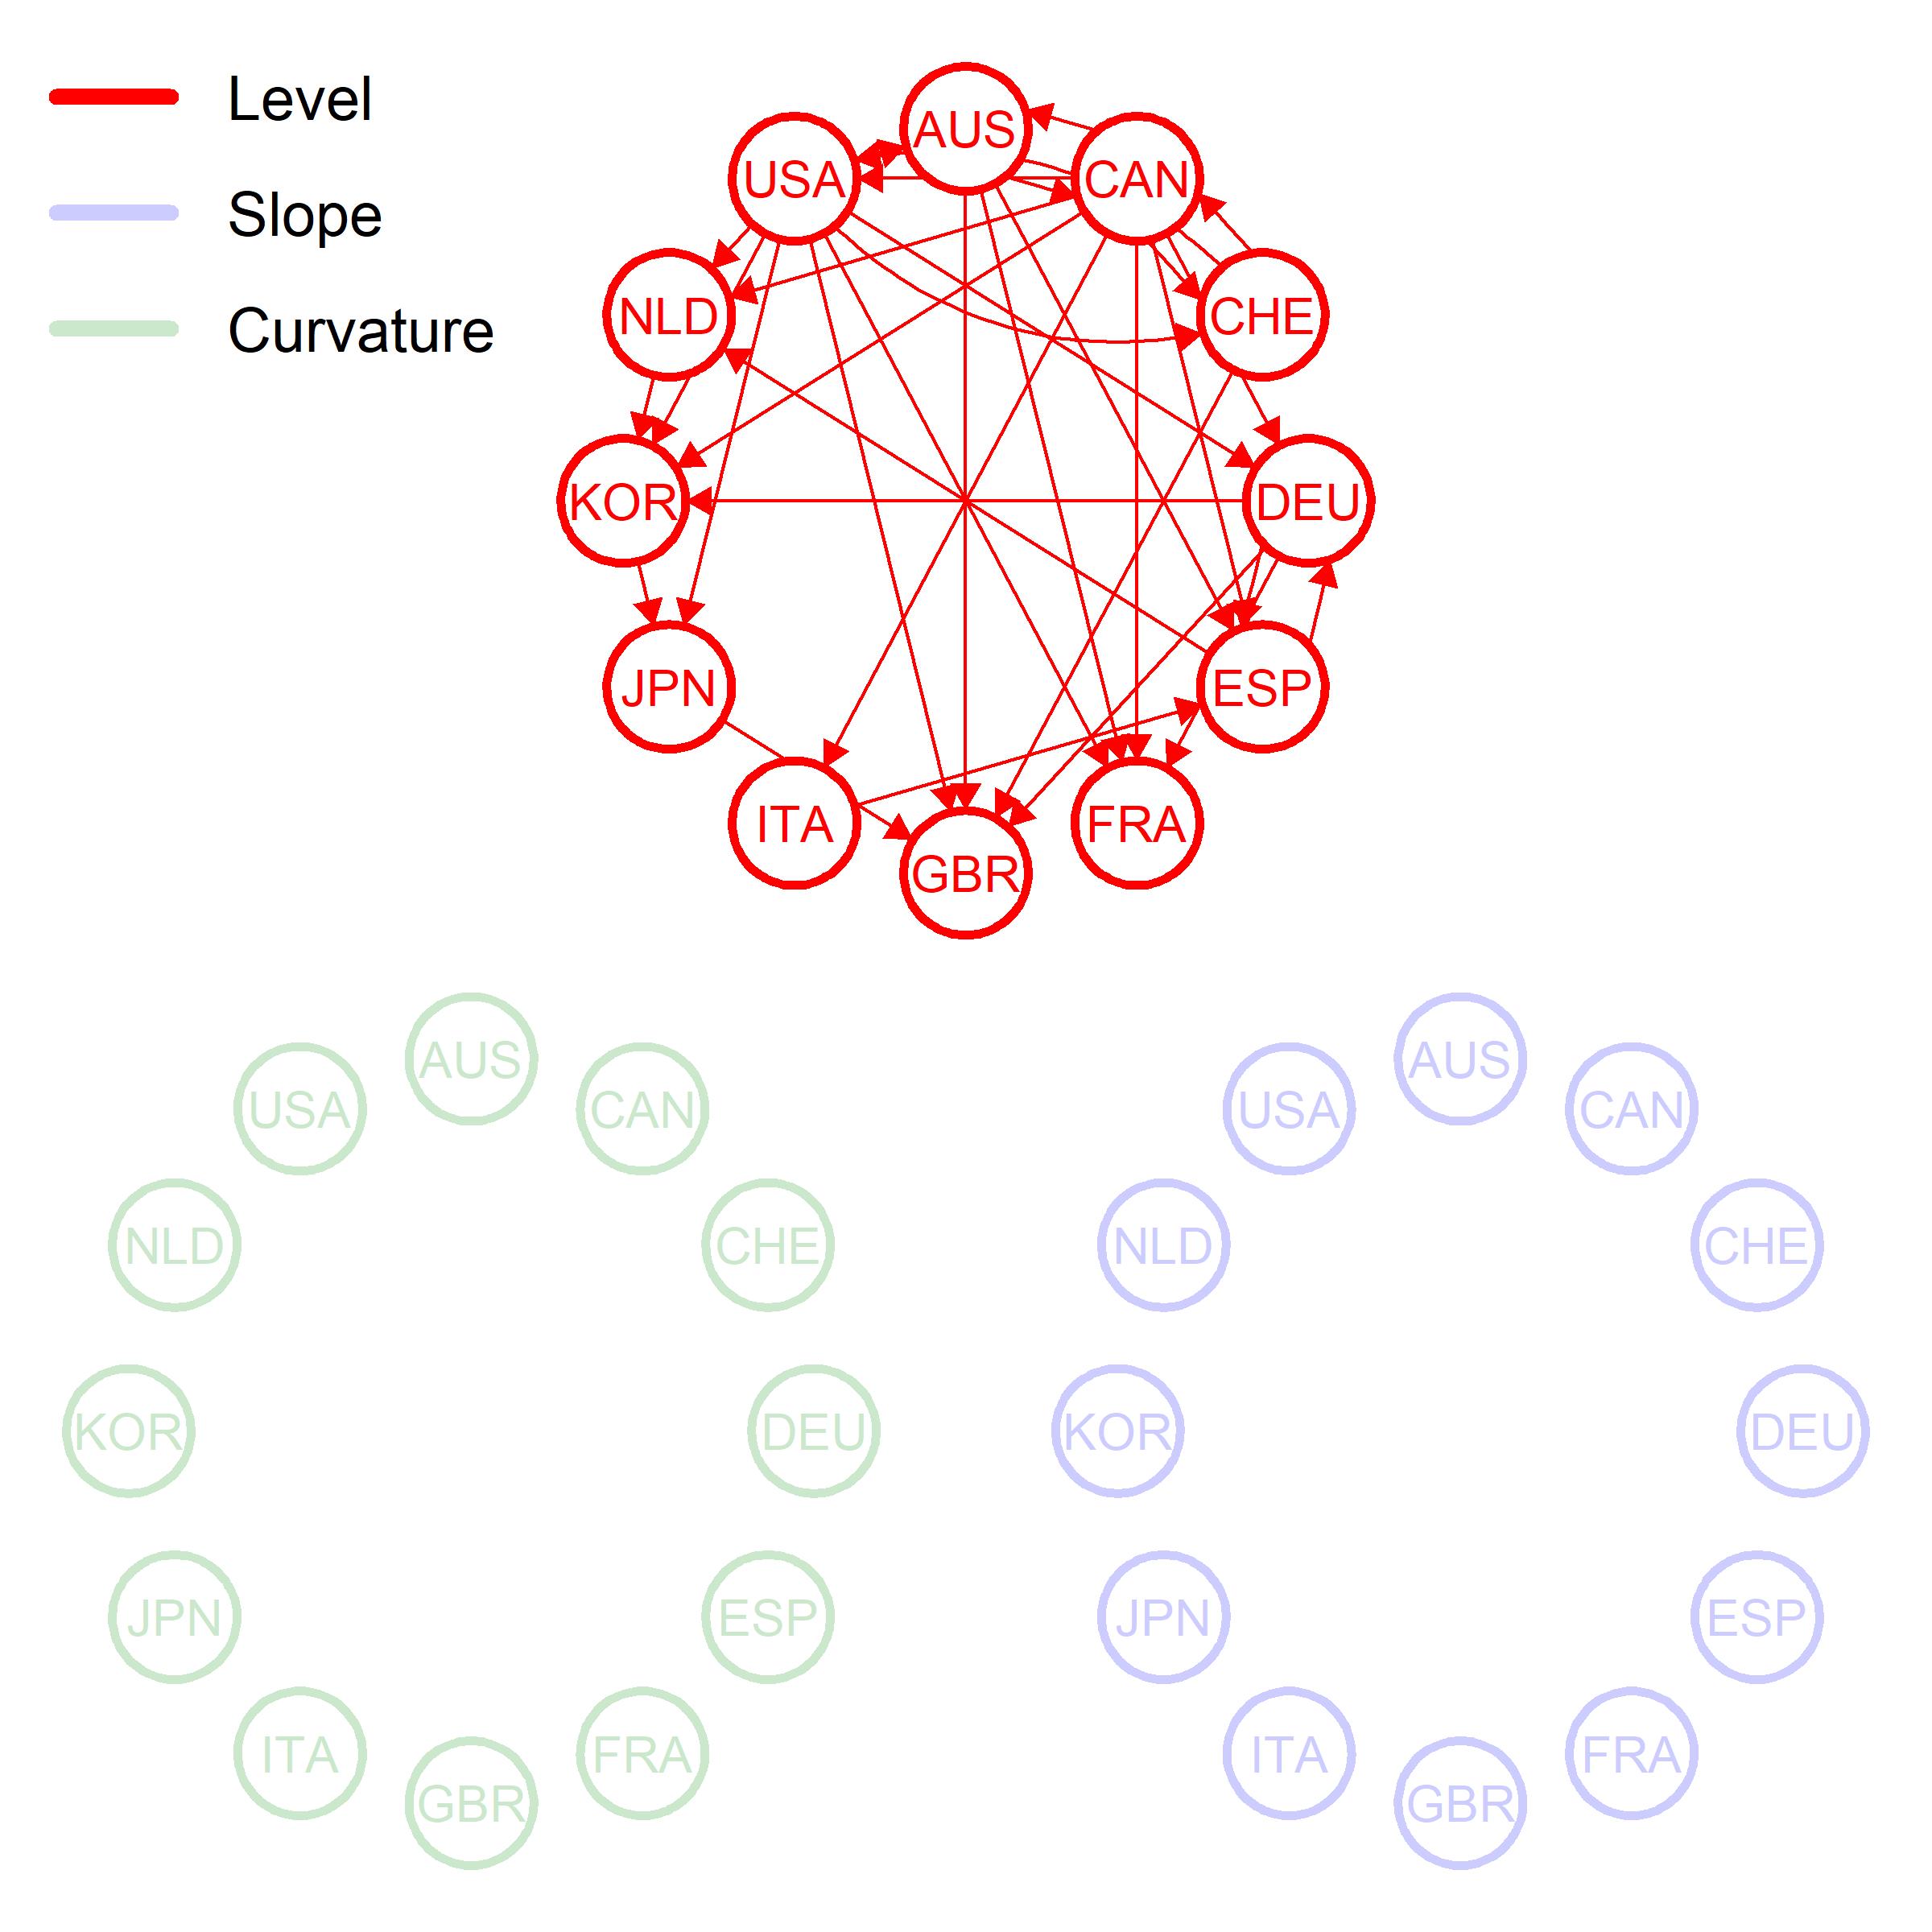 Level
Slope
Curvature
AUS
USA
CAN
NLD
CHE
KOR
DEU
JPN
ESP
ITA
FRA
GBR
AUS
USA
CAN
NLD
CHE
KOR
DEU
JPN
ESP
ITA
FRA
GBR
AUS
USA
CAN
NLD
CHE
KOR
DEU
JPN
ESP
ITA
FRA
GBR